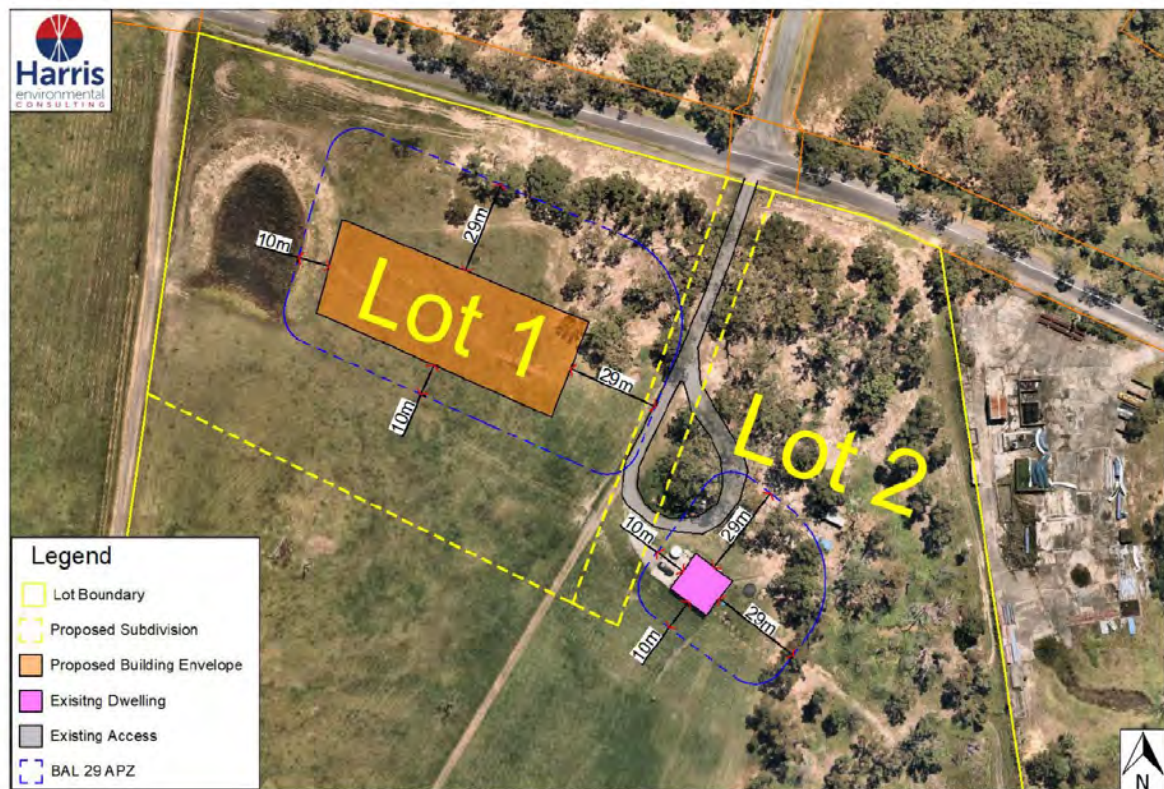 Harris
environmental
CONSULTING
10m
29m
Lot 1
29m
10m
Lot 2
10m
29m
10m
29m
Legend
Lot Boundary
Proposed Subdivision
Proposed Building Envelope
Exisitng Dwelling
Existing Access
BAL 29 APZ
N